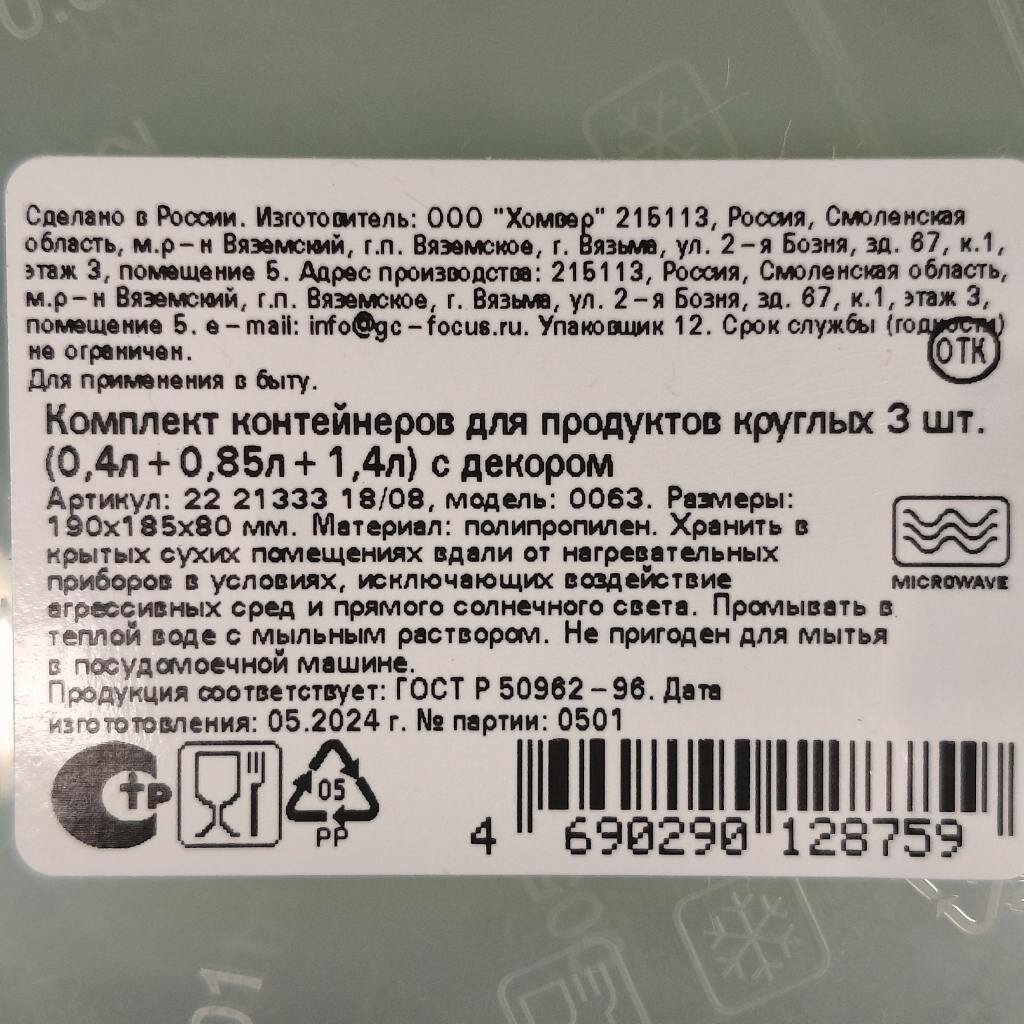 Сделано в России. Изготовитель: ООО "Хомвер" 215113, Россия, Смоленская
область, м.р-н Вяземский, г.п. Вяземское, г. Вязьма, ул. 2-я Бозня, зд. 67, к.1,
этаж 3, помещение 5. Адрес производства: 215113, Россия, Смоленская область,
м.р-н Вяземский, г.п. Вяземское, г. Вязьма, ул. 2-я Бозня, зд. 67, к.1, этаж 3,
помещение 5. e-mail: info@gc-focus.ru. Упаковщик 12. Срок службы (годности)
не ограничен.
ОТК
Для применения в быту.
Комплект контейнеров для продуктов круглых 3 шт.
(0,4л+0,85л+1,4л) с декором
Артикул: 22 21333 18/08, модель: 0063. Размеры:
190х185х80 мм. Материал: полипропилен. Хранить в
крытых сухих помещениях вдали от нагревательных
приборов в условиях, исключающих воздействие
агрессивных сред и прямого солнечного света. Промывать в
теплой воде с мыльным раствором. Не пригоден для мытья
в посудомоечной машине.
MICROWAVE
Продукция соответствует: ГОСТ Р 50962-96. Дата
изгототовления: 05.2024 г. № партии: 0501
тр
05
PP
4 690290 128759